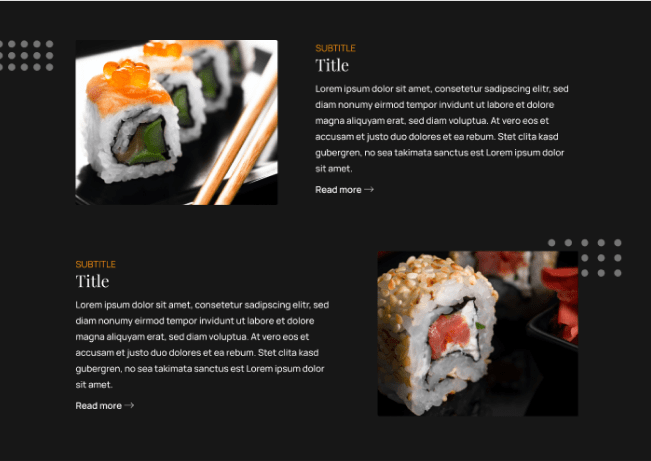 SUBTITLE
Title
Lorem ipsum dolor sit amet, consetetur sadipscing elitr, sed
diam nonumy eirmod tempor invidunt ut labore et dolore
magna aliquyam erat, sed diam voluptua. At vero eos et
accusam et justo duo dolores et ea rebum. Stet clita kasd
gubergren, no sea takimata sanctus est Lorem ipsum dolor
sit amet.
Read more →
SUBTITLE
Title
Lorem ipsum dolor sit amet, consetetur sadipscing elitr, sed
diam nonumy eirmod tempor invidunt ut labore et dolore
magna aliquyam erat, sed diam voluptua. At vero eos et
accusam et justo duo dolores et ea rebum. Stet clita kasd
gubergren, no sea takimata sanctus est Lorem ipsum dolor
sit amet.
Read more →